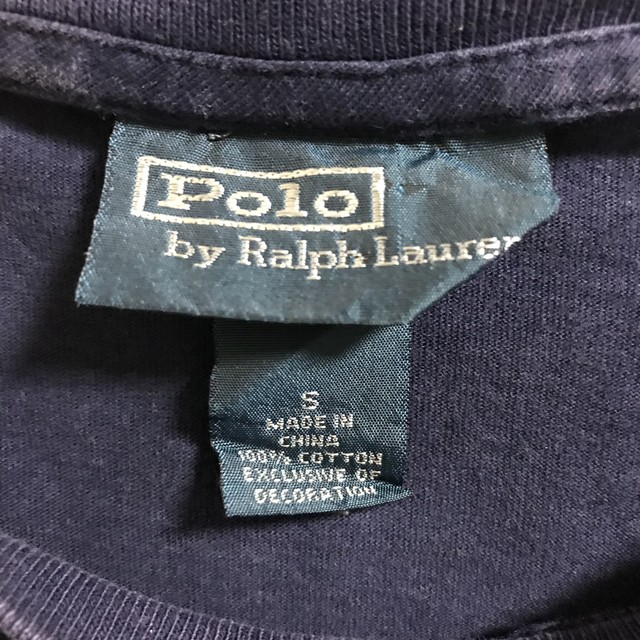 Polo
by Ralph Lauren
S
MADE IN
CHINA
100% COTTON
EXCLUSIVE OF
DECORATION